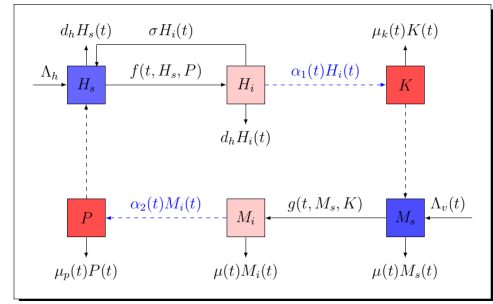 d_h H_s(t) σH_i(t) μ_k(t)K(t)
Λ_h H_s f(t, H_s, P) H_i α_1(t)H_i(t) K
d_h H_i(t)
P α_2(t)M_i(t) M_i g(t, M_s, K) M_s Λ_v(t)
μ_p(t)P(t) μ(t)M_i(t) μ(t)M_s(t)